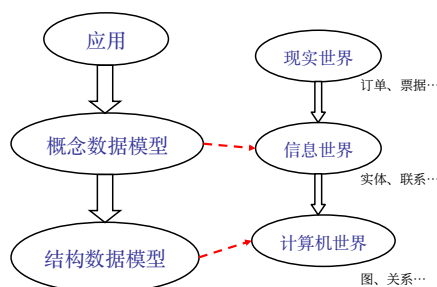 应用
现实世界
订单、票据…
概念数据模型
信息世界
实体、联系…
结构数据模型
计算机世界
图、关系…